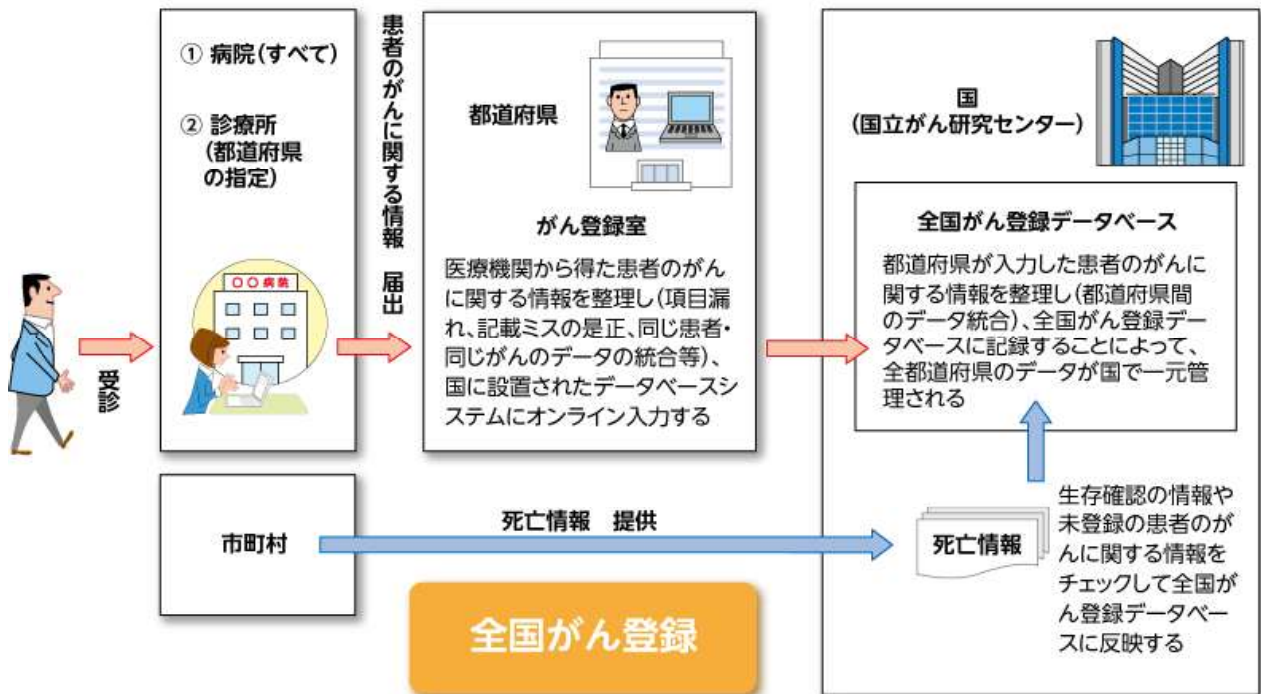 ① 病院(すべて)
② 診療所
(都道府県
の指定)
〇〇病院
受診
患者のがんに関する情報 届出
都道府県
がん登録室
医療機関から得た患者のがん
に関する情報を整理し(項目漏
れ、記載ミスの是正、同じ患者・
同じがんのデータの統合等)、
国に設置されたデータベースシ
ステムにオンライン入力する
国
(国立がん研究センター)
全国がん登録データベース
都道府県が入力した患者のがんに
関する情報を整理し(都道府県間
のデータ統合)、全国がん登録デー
タベースに記録することによって、
全都道府県のデータが国で一元管
理される
市町村
死亡情報 提供
死亡情報
生存確認の情報や
未登録の患者のが
んに関する情報を
チェックして全国が
ん登録データベー
スに反映する
全国がん登録